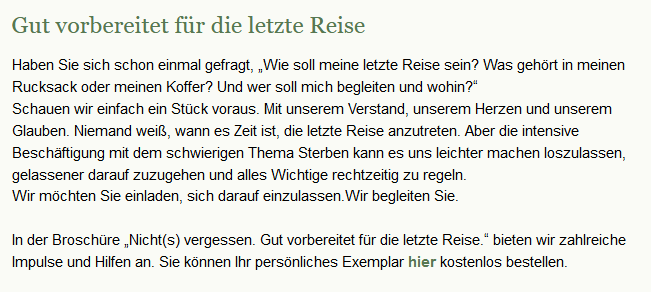 Gut vorbereitet für die letzte Reise
Haben Sie sich schon einmal gefragt, „Wie soll meine letzte Reise sein? Was gehört in meinen
Rucksack oder meinen Koffer? Und wer soll mich begleiten und wohin?“
Schauen wir einfach ein Stück voraus. Mit unserem Verstand, unserem Herzen und unserem
Glauben. Niemand weiß, wann es Zeit ist, die letzte Reise anzutreten. Aber die intensive
Beschäftigung mit dem schwierigen Thema Sterben kann es uns leichter machen loszulassen,
gelassener darauf zuzugehen und alles Wichtige rechtzeitig zu regeln.
Wir möchten Sie einladen, sich darauf einzulassen.Wir begleiten Sie.
In der Broschüre „Nicht(s) vergessen. Gut vorbereitet für die letzte Reise.“ bieten wir zahlreiche
Impulse und Hilfen an. Sie können Ihr persönliches Exemplar hier kostenlos bestellen.